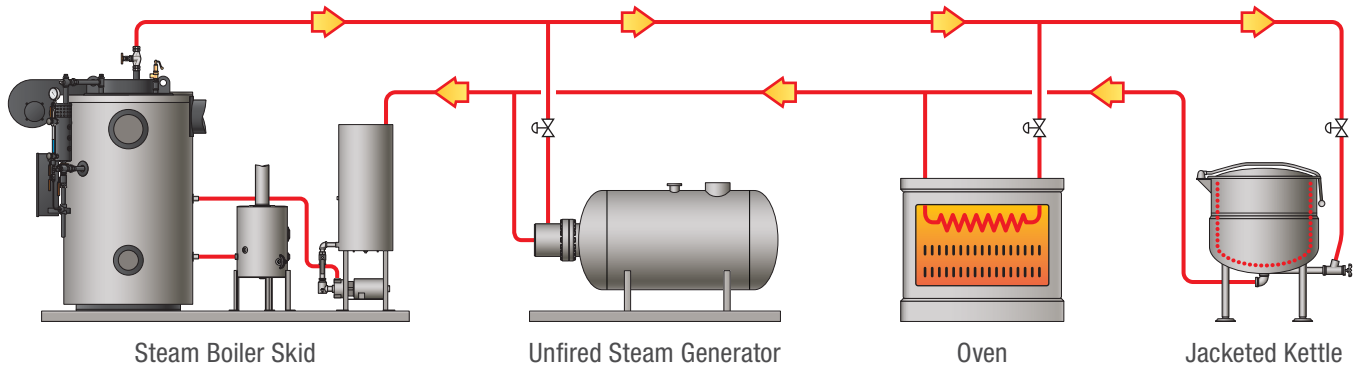 Steam Boiler Skid
Unfired Steam Generator
Oven
Jacketed Kettle